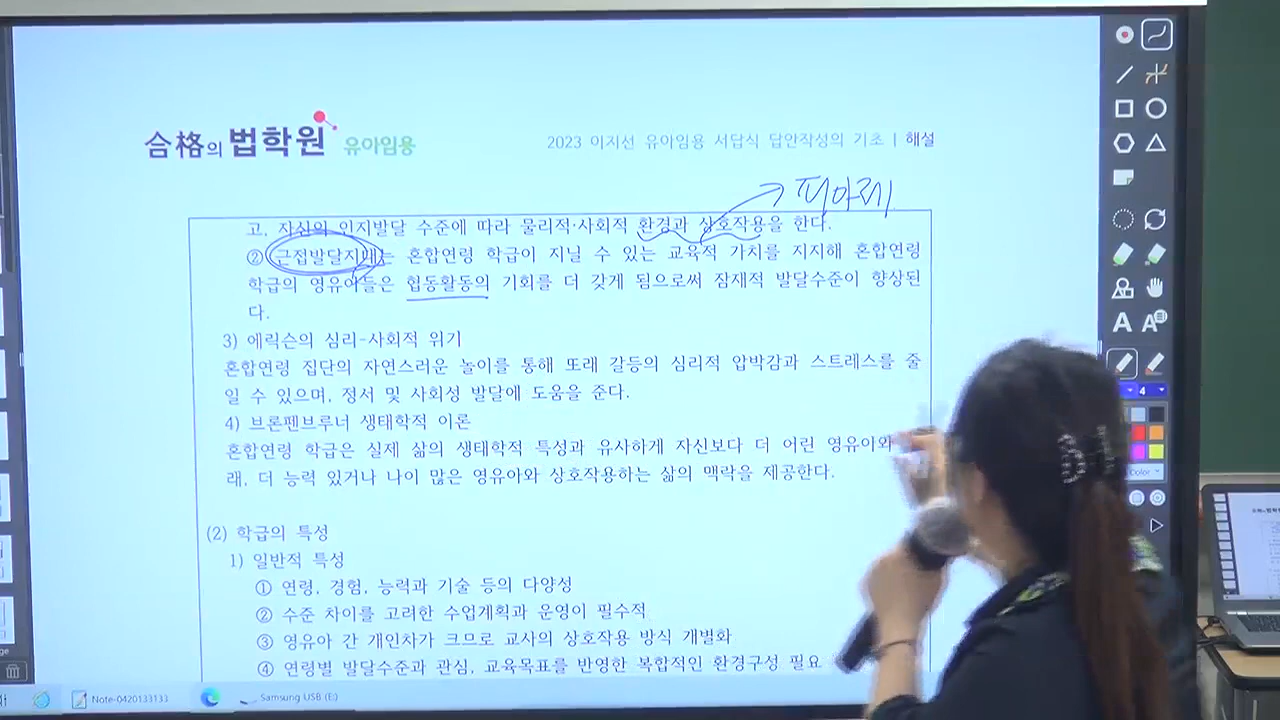 合格의 법학원 유아임용
2023 이지선 유아임용 서답식 답안작성의 기초 | 해설
피아제
고, 자신의 인지발달 수준에 따라 물리적·사회적 환경과 상호작용을 한다.
② 근접발달지대는 혼합연령 학급이 지닐 수 있는 교육적 가치를 지지해 혼합연령
학급의 영유아들은 협동활동의 기회를 더 갖게 됨으로써 잠재적 발달수준이 향상된
다.
3) 에릭슨의 심리-사회적 위기
혼합연령 집단의 자연스러운 놀이를 통해 또래 갈등의 심리적 압박감과 스트레스를 줄
일 수 있으며, 정서 및 사회성 발달에 도움을 준다.
4) 브론펜브루너 생태학적 이론
혼합연령 학급은 실제 삶의 생태학적 특성과 유사하게 자신보다 더 어린 영유아와
래, 더 능력 있거나 나이 많은 영유아와 상호작용하는 삶의 맥락을 제공한다.
(2) 학급의 특성
1) 일반적 특성
① 연령, 경험, 능력과 기술 등의 다양성
② 수준 차이를 고려한 수업계획과 운영이 필수적
③ 영유아 간 개인차가 크므로 교사의 상호작용 방식 개별화
④ 연령별 발달수준과 관심, 교육목표를 반영한 복합적인 환경구성 필요
A A
4
Color
Note-0420133133
Samsung USB (E:)